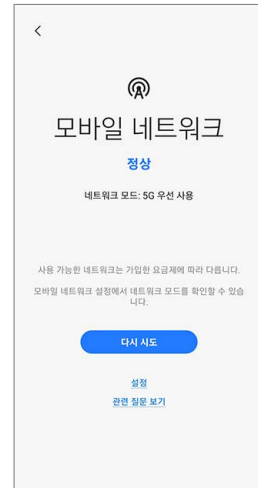 모바일 네트워크
정상
네트워크 모드: 5G 우선 사용
사용 가능한 네트워크는 가입한 요금제에 따라 다릅니다.
모바일 네트워크 설정에서 네트워크 모드를 확인할 수 있습
니다.
다시 시도
설정
관련 질문 보기